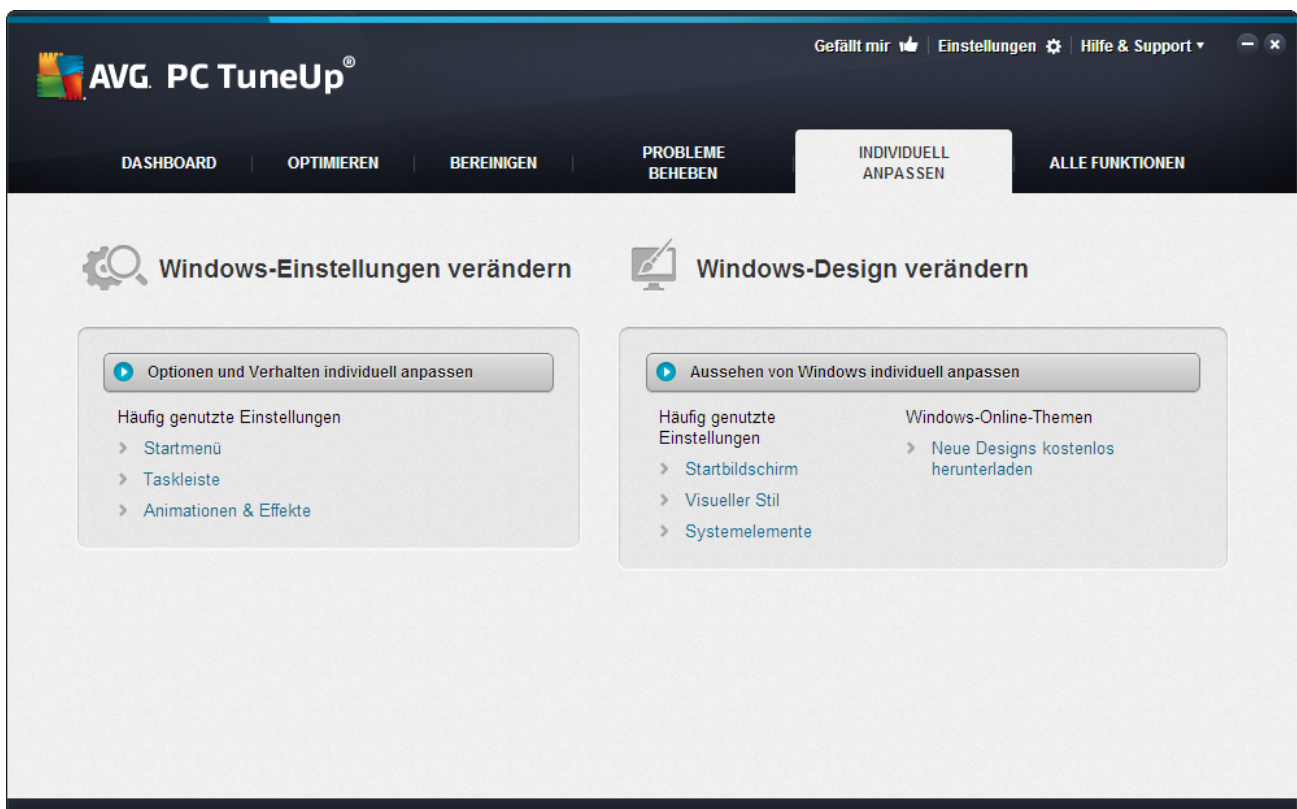 Gefällt mir
Einstellungen
Hilfe & Support
AVG. PC TuneUp®
DASHBOARD
OPTIMIEREN
BEREINIGEN
PROBLEME
BEHEBEN
INDIVIDUELL
ANPASSEN
ALLE FUNKTIONEN
Windows-Einstellungen verändern
Optionen und Verhalten individuell anpassen
Häufig genutzte Einstellungen
Startmenü
Taskleiste
Animationen & Effekte
Windows-Design verändern
Aussehen von Windows individuell anpassen
Häufig genutzte
Einstellungen
Startbildschirm
Visueller Stil
Systemelemente
Windows-Online-Themen
Neue Designs kostenlos
herunterladen